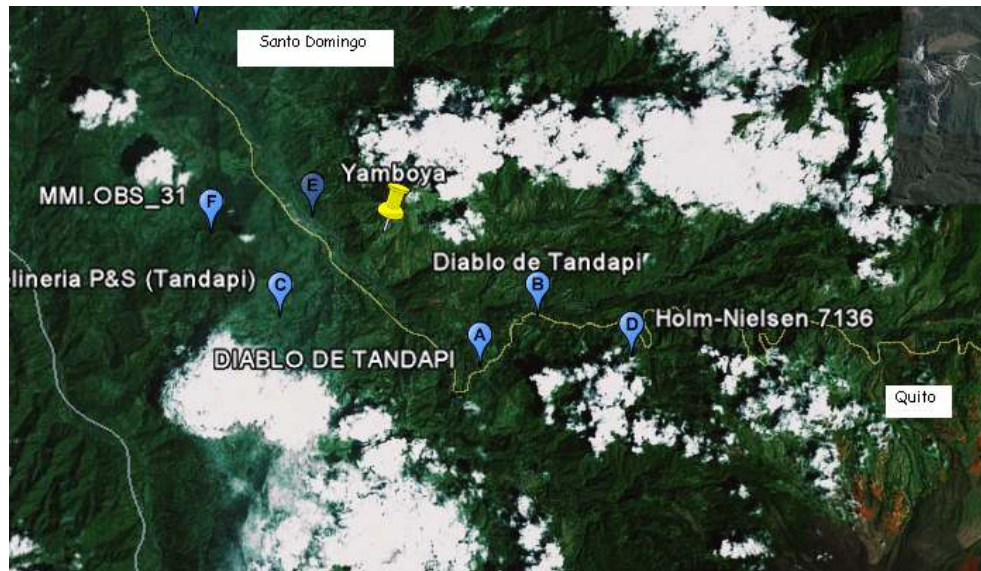 Santo Domingo
Yamboya
E
MMI.OBS_31
F
Diablo de Tandapi
lineria P&S (Tandapi)
C
B
Holm-Nielsen 7136
D
A
DIABLO DE TANDAPI
Quito